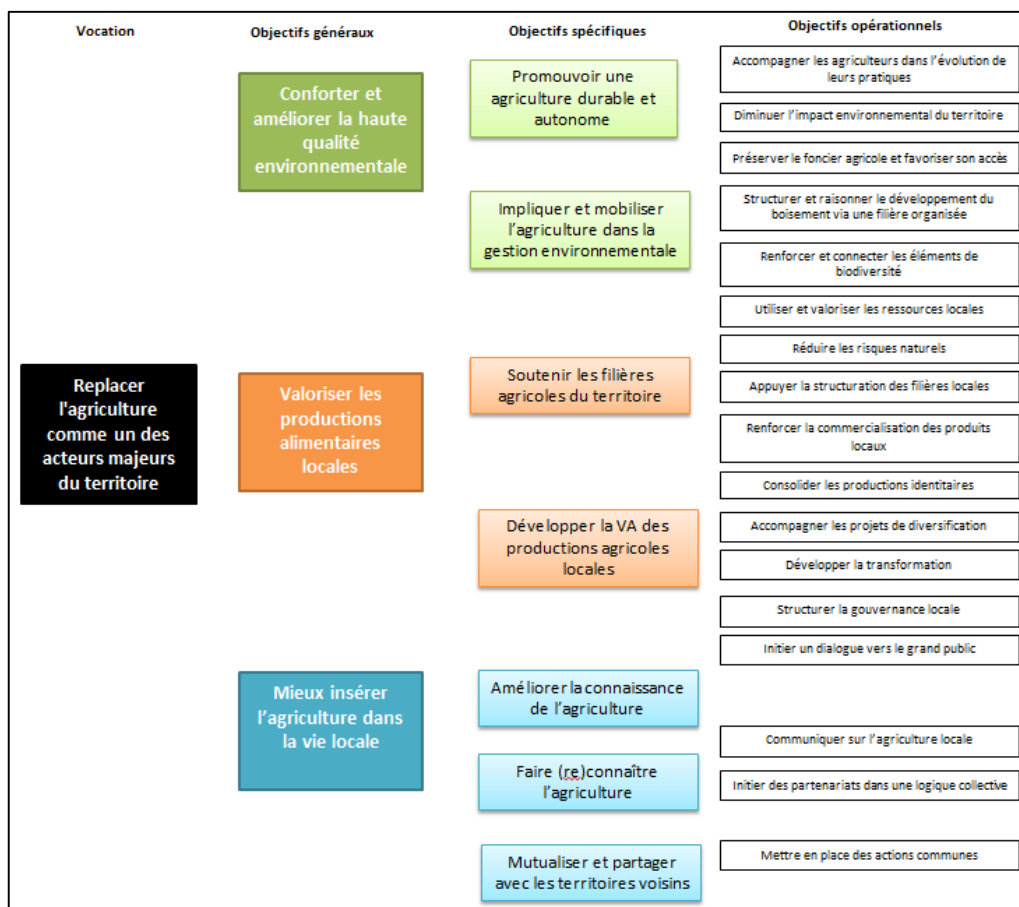 Vocation
Objectifs généraux
Objectifs spécifiques
Objectifs opérationnels
Replacer
l'agriculture
comme un des
acteurs majeurs
du territoire
Conforter et
améliorer la haute
qualité
environnementale
Valoriser les
productions
alimentaires
locales
Mieux insérer
l’agriculture dans
la vie locale
Promouvoir une
agriculture durable et
autonome
Impliquer et mobiliser
l’agriculture dans la
gestion environnementale
Soutenir les filières
agricoles du territoire
Développer la VA des
productions agricoles
locales
Améliorer la connaissance
de l’agriculture
Faire (re)connaître
l’agriculture
Mutualiser et partager
avec les territoires voisins
Accompagner les agriculteurs dans l’évolution de
leurs pratiques
Diminuer l’impact environnemental du territoire
Préserver le foncier agricole et favoriser son accès
Structurer et raisonner le développement du
boisement via une filière organisée
Renforcer et connecter les éléments de
biodiversité
Utiliser et valoriser les ressources locales
Réduire les risques naturels
Appuyer la structuration des filières locales
Renforcer la commercialisation des produits
locaux
Consolider les productions identitaires
Accompagner les projets de diversification
Développer la transformation
Structurer la gouvernance locale
Initier un dialogue vers le grand public
Communiquer sur l’agriculture locale
Initier des partenariats dans une logique collective
Mettre en place des actions communes